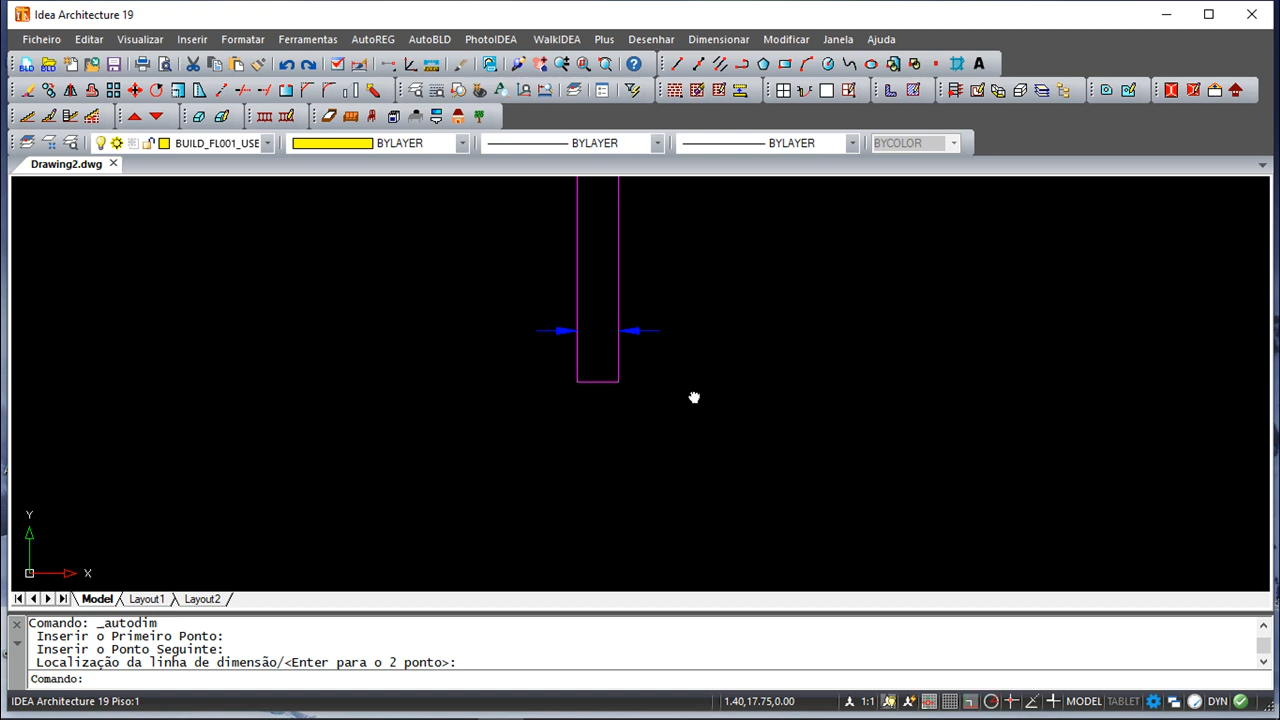 Idea Architecture 19
Ficheiro Editar Visualizar Inserir Formatar Ferramentas AutoREG AutoBLD PhotoIDEA WalkIDEA Plus Desenhar Dimensionar Modificar Janela Ajuda
BUILD_FL001_USE BYLAYER BYLAYER BYLAYER BYCOLOR
Drawing2.dwg
Y
X
Model Layout1 Layout2
Comando: _autodim
Inserir o Primeiro Ponto:
Inserir o Ponto Seguinte:
Localização da linha de dimensão/<Enter para o 2 ponto>:
Comando:
IDEA Architecture 19 Piso:1 1.40,17.75,0.00 1:1 MODEL TABLET DYN